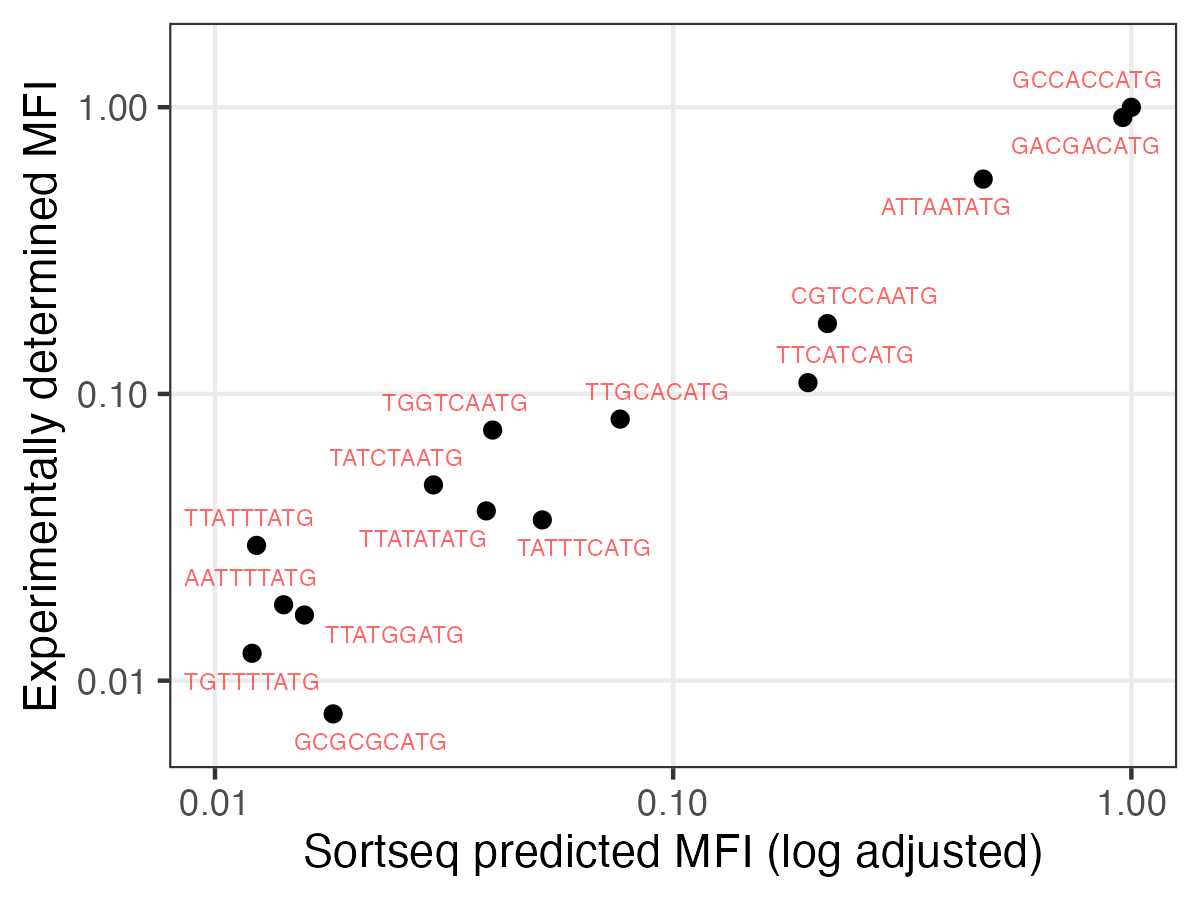 GCCACCATG
1.00
GACGACATG
ATTAATATG
CGTCCAATG
TTCATCATG
0.10
TTGCACATG
TGGTCAATG
TATCTAATG
TTATTTATG
TTATATATG
TATTTCATG
AATTTTATG
TTATGGATG
TGTTTTATG
0.01
GCGCGCATG
Experimentally determined MFI
0.01
0.10
1.00
Sortseq predicted MFI (log adjusted)